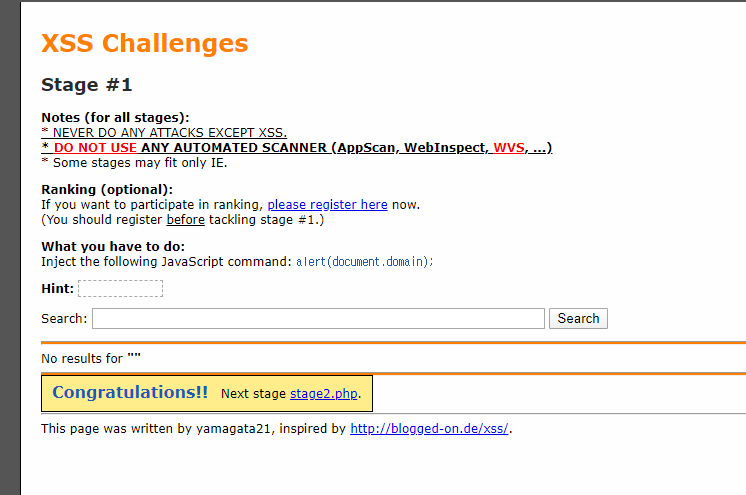 XSS Challenges
Stage #1
Notes (for all stages):
* NEVER DO ANY ATTACKS EXCEPT XSS.
* DO NOT USE ANY AUTOMATED SCANNER (AppScan, WebInspect, WVS, ...)
* Some stages may fit only IE.
Ranking (optional):
If you want to participate in ranking, please register here now.
(You should register before tackling stage #1.)
What you have to do:
Inject the following JavaScript command: alert(document.domain);
Hint:
Search: Search
No results for ""
Congratulations!! Next stage stage2.php.
This page was written by yamagata21, inspired by http://blogged-on.de/xss/.